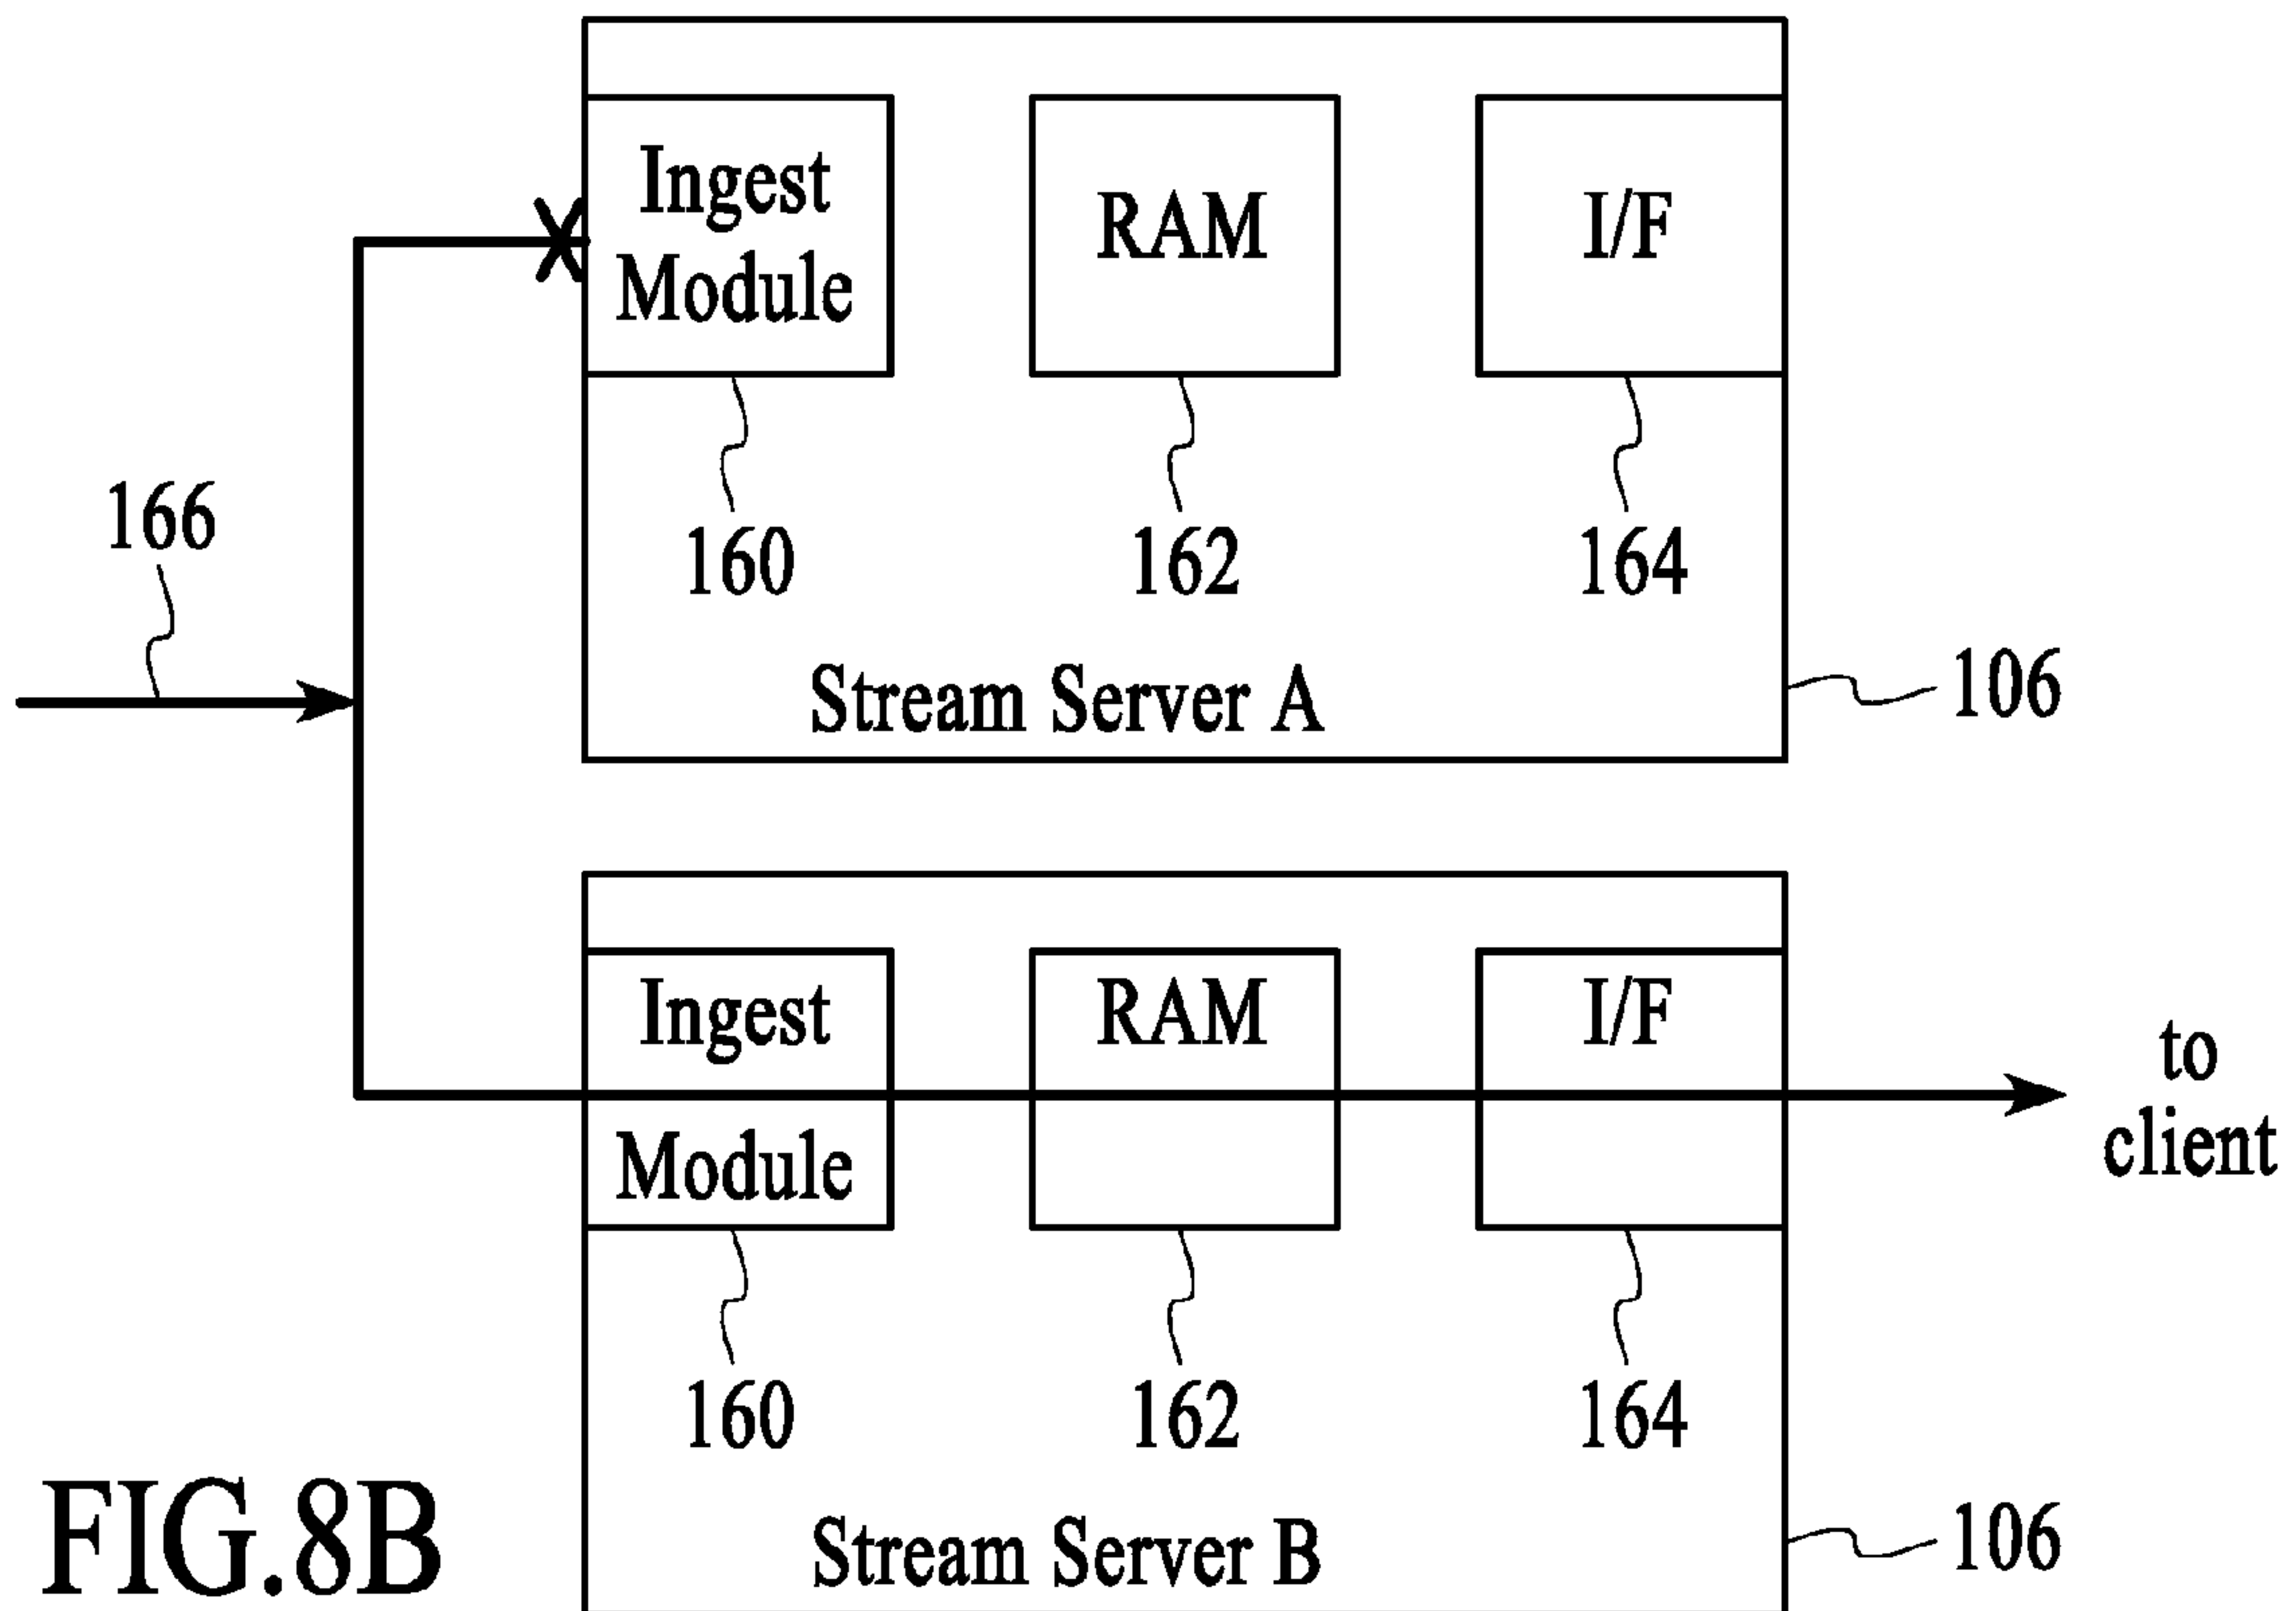 Ingest
Module
RAM
I/F
166
160
162
164
Stream Server A
106
Ingest
Module
RAM
I/F
to
client
160
162
164
Stream Server B
106
FIG.8B